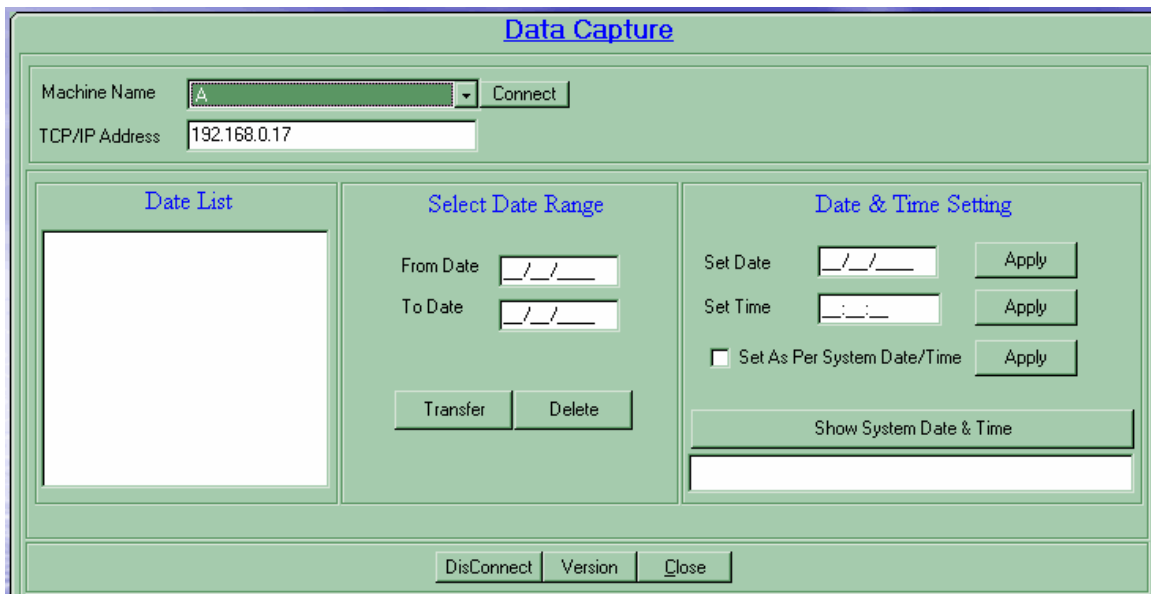 Data Capture
Machine Name A Connect
TCP/IP Address 192.168.0.17
Date List
Select Date Range
From Date __/__/____
To Date __/__/____
Transfer Delete
Date & Time Setting
Set Date __/__/____ Apply
Set Time __:__:__ Apply
Set As Per System Date/Time Apply
Show System Date & Time
DisConnect Version Close